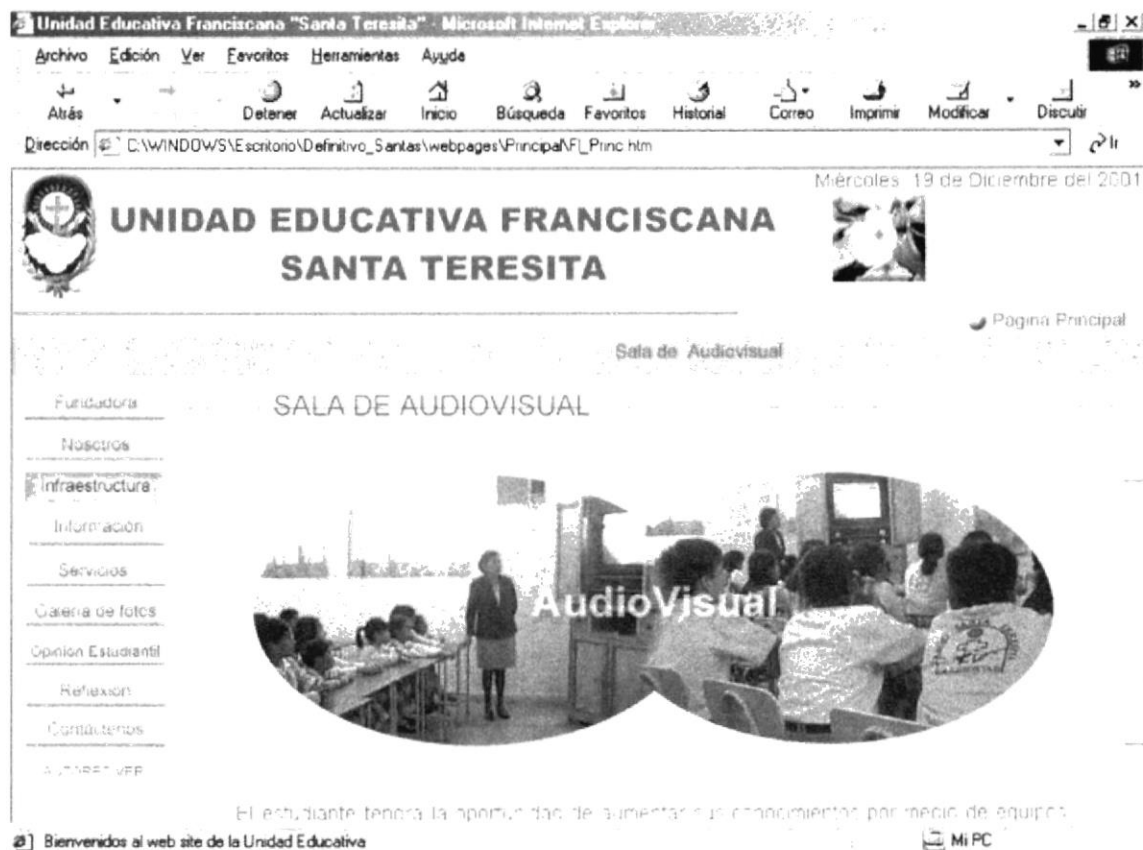 Unidad Educativa Franciscana "Santa Teresita" - Microsoft Internet Explorer
Archivo Edición Ver Favoritos Herramientas Ayuda
Atrás Detener Actualizar Inicio Búsqueda Favoritos Historial Correo Imprimir Modificar Discutir »
Dirección C:\WINDOWS\Escritorio\Definitivo_Santas\webpages\Principal\Fl_Princ.htm Ir
Miércoles, 19 de Diciembre del 2001
UNIDAD EDUCATIVA FRANCISCANA
SANTA TERESITA
Pagina Principal
Sala de Audiovisual
Fundadora
SALA DE AUDIOVISUAL
Nosotros
Infraestructura
Información
Servicios
Galeria de fotos
AudioVisual
Opinion Estudiantil
Reflexion
Contáctenos
El estudiante tendrá la oportunidad de aumentar sus conocimientos por medio de equipos
Bienvenidos al web site de la Unidad Educativa Mi PC